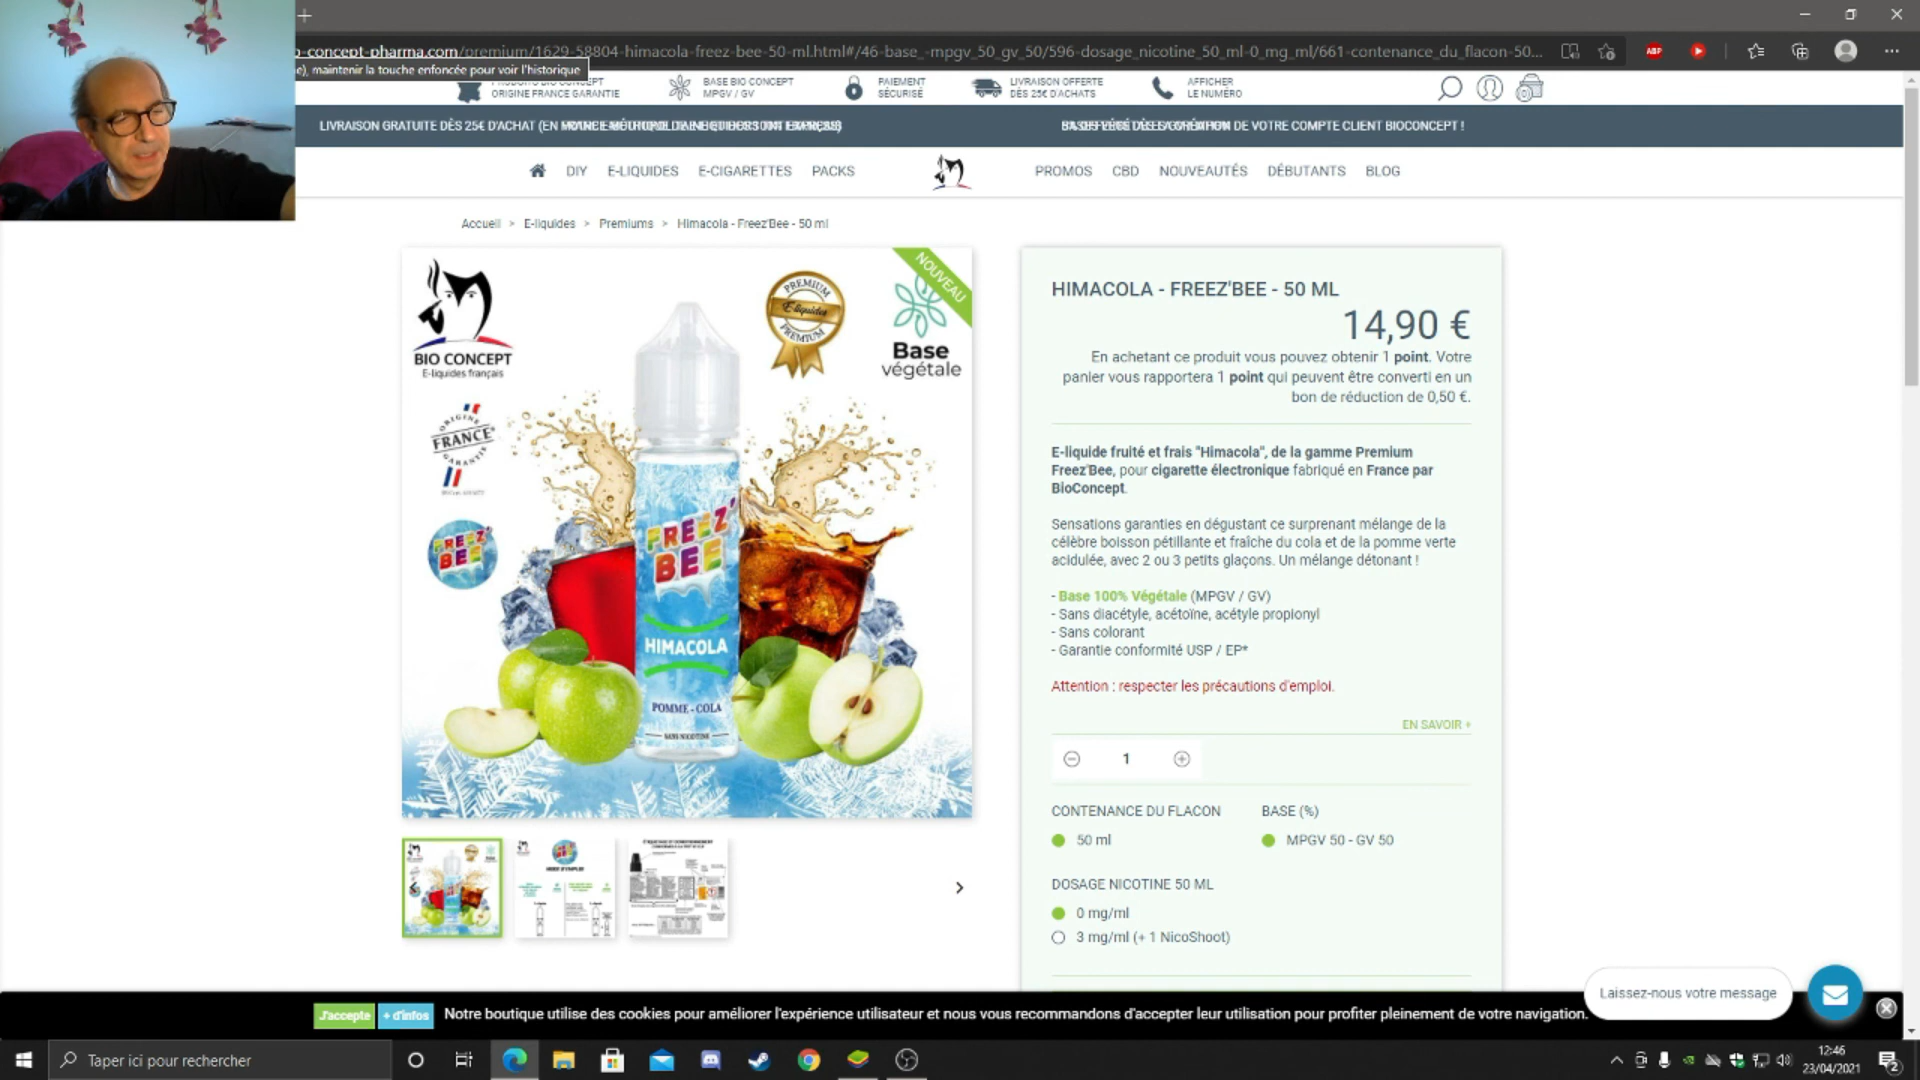 -concept-pharma.com/premium/1629-58804-himacola-freez-bee-50-ml.html#/46-base_-mpgv_50_gv_50/596-dosage_nicotine_50_ml-0_mg_ml/661-contenance_du_flacon-50...
, maintenir la touche enfoncée pour voir l'historique
ORIGINE FRANCE GARANTIE
BASE BIO CONCEPT
MPGV / GV
PAIEMENT
SÉCURISÉ
LIVRAISON OFFERTE
DÈS 25€ D'ACHATS
AFFICHER
LE NUMÉRO
LIVRAISON GRATUITE DÈS 25€ D'ACHAT (EN
DE VOTRE COMPTE CLIENT BIOCONCEPT !
DIY E-LIQUIDES E-CIGARETTES PACKS PROMOS CBD NOUVEAUTÉS DÉBUTANTS BLOG
Accueil > E-liquides > Premiums > Himacola - Freez'Bee - 50 ml
NOUVEAU
BIO CONCEPT
E-liquides français
PREMIUM
E-liquides
PREMIUM
Base
végétale
ORIGINE
FRANCE
GARANTIE
FREEZ'
BEE
FREEZ'
BEE
HIMACOLA
POMME - COLA
SANS NICOTINE
HIMACOLA - FREEZ'BEE - 50 ML
14,90 €
En achetant ce produit vous pouvez obtenir 1 point. Votre
panier vous rapportera 1 point qui peuvent être converti en un
bon de réduction de 0,50 €.
E-liquide fruité et frais "Himacola", de la gamme Premium
Freez'Bee, pour cigarette électronique fabriqué en France par
BioConcept.
Sensations garanties en dégustant ce surprenant mélange de la
célèbre boisson pétillante et fraîche du cola et de la pomme verte
acidulée, avec 2 ou 3 petits glaçons. Un mélange détonant !
- Base 100% Végétale (MPGV / GV)
- Sans diacétyle, acétoïne, acétyle propionyl
- Sans colorant
- Garantie conformité USP / EP*
Attention : respecter les précautions d'emploi.
EN SAVOIR +
1
CONTENANCE DU FLACON
50 ml
BASE (%)
MPGV 50 - GV 50
DOSAGE NICOTINE 50 ML
0 mg/ml
3 mg/ml (+ 1 NicoShoot)
Laissez-nous votre message
J'accepte
+ d'infos
Notre boutique utilise des cookies pour améliorer l'expérience utilisateur et nous vous recommandons d'accepter leur utilisation pour profiter pleinement de votre navigation.
Taper ici pour rechercher
12:46
23/04/2021
2
ABP